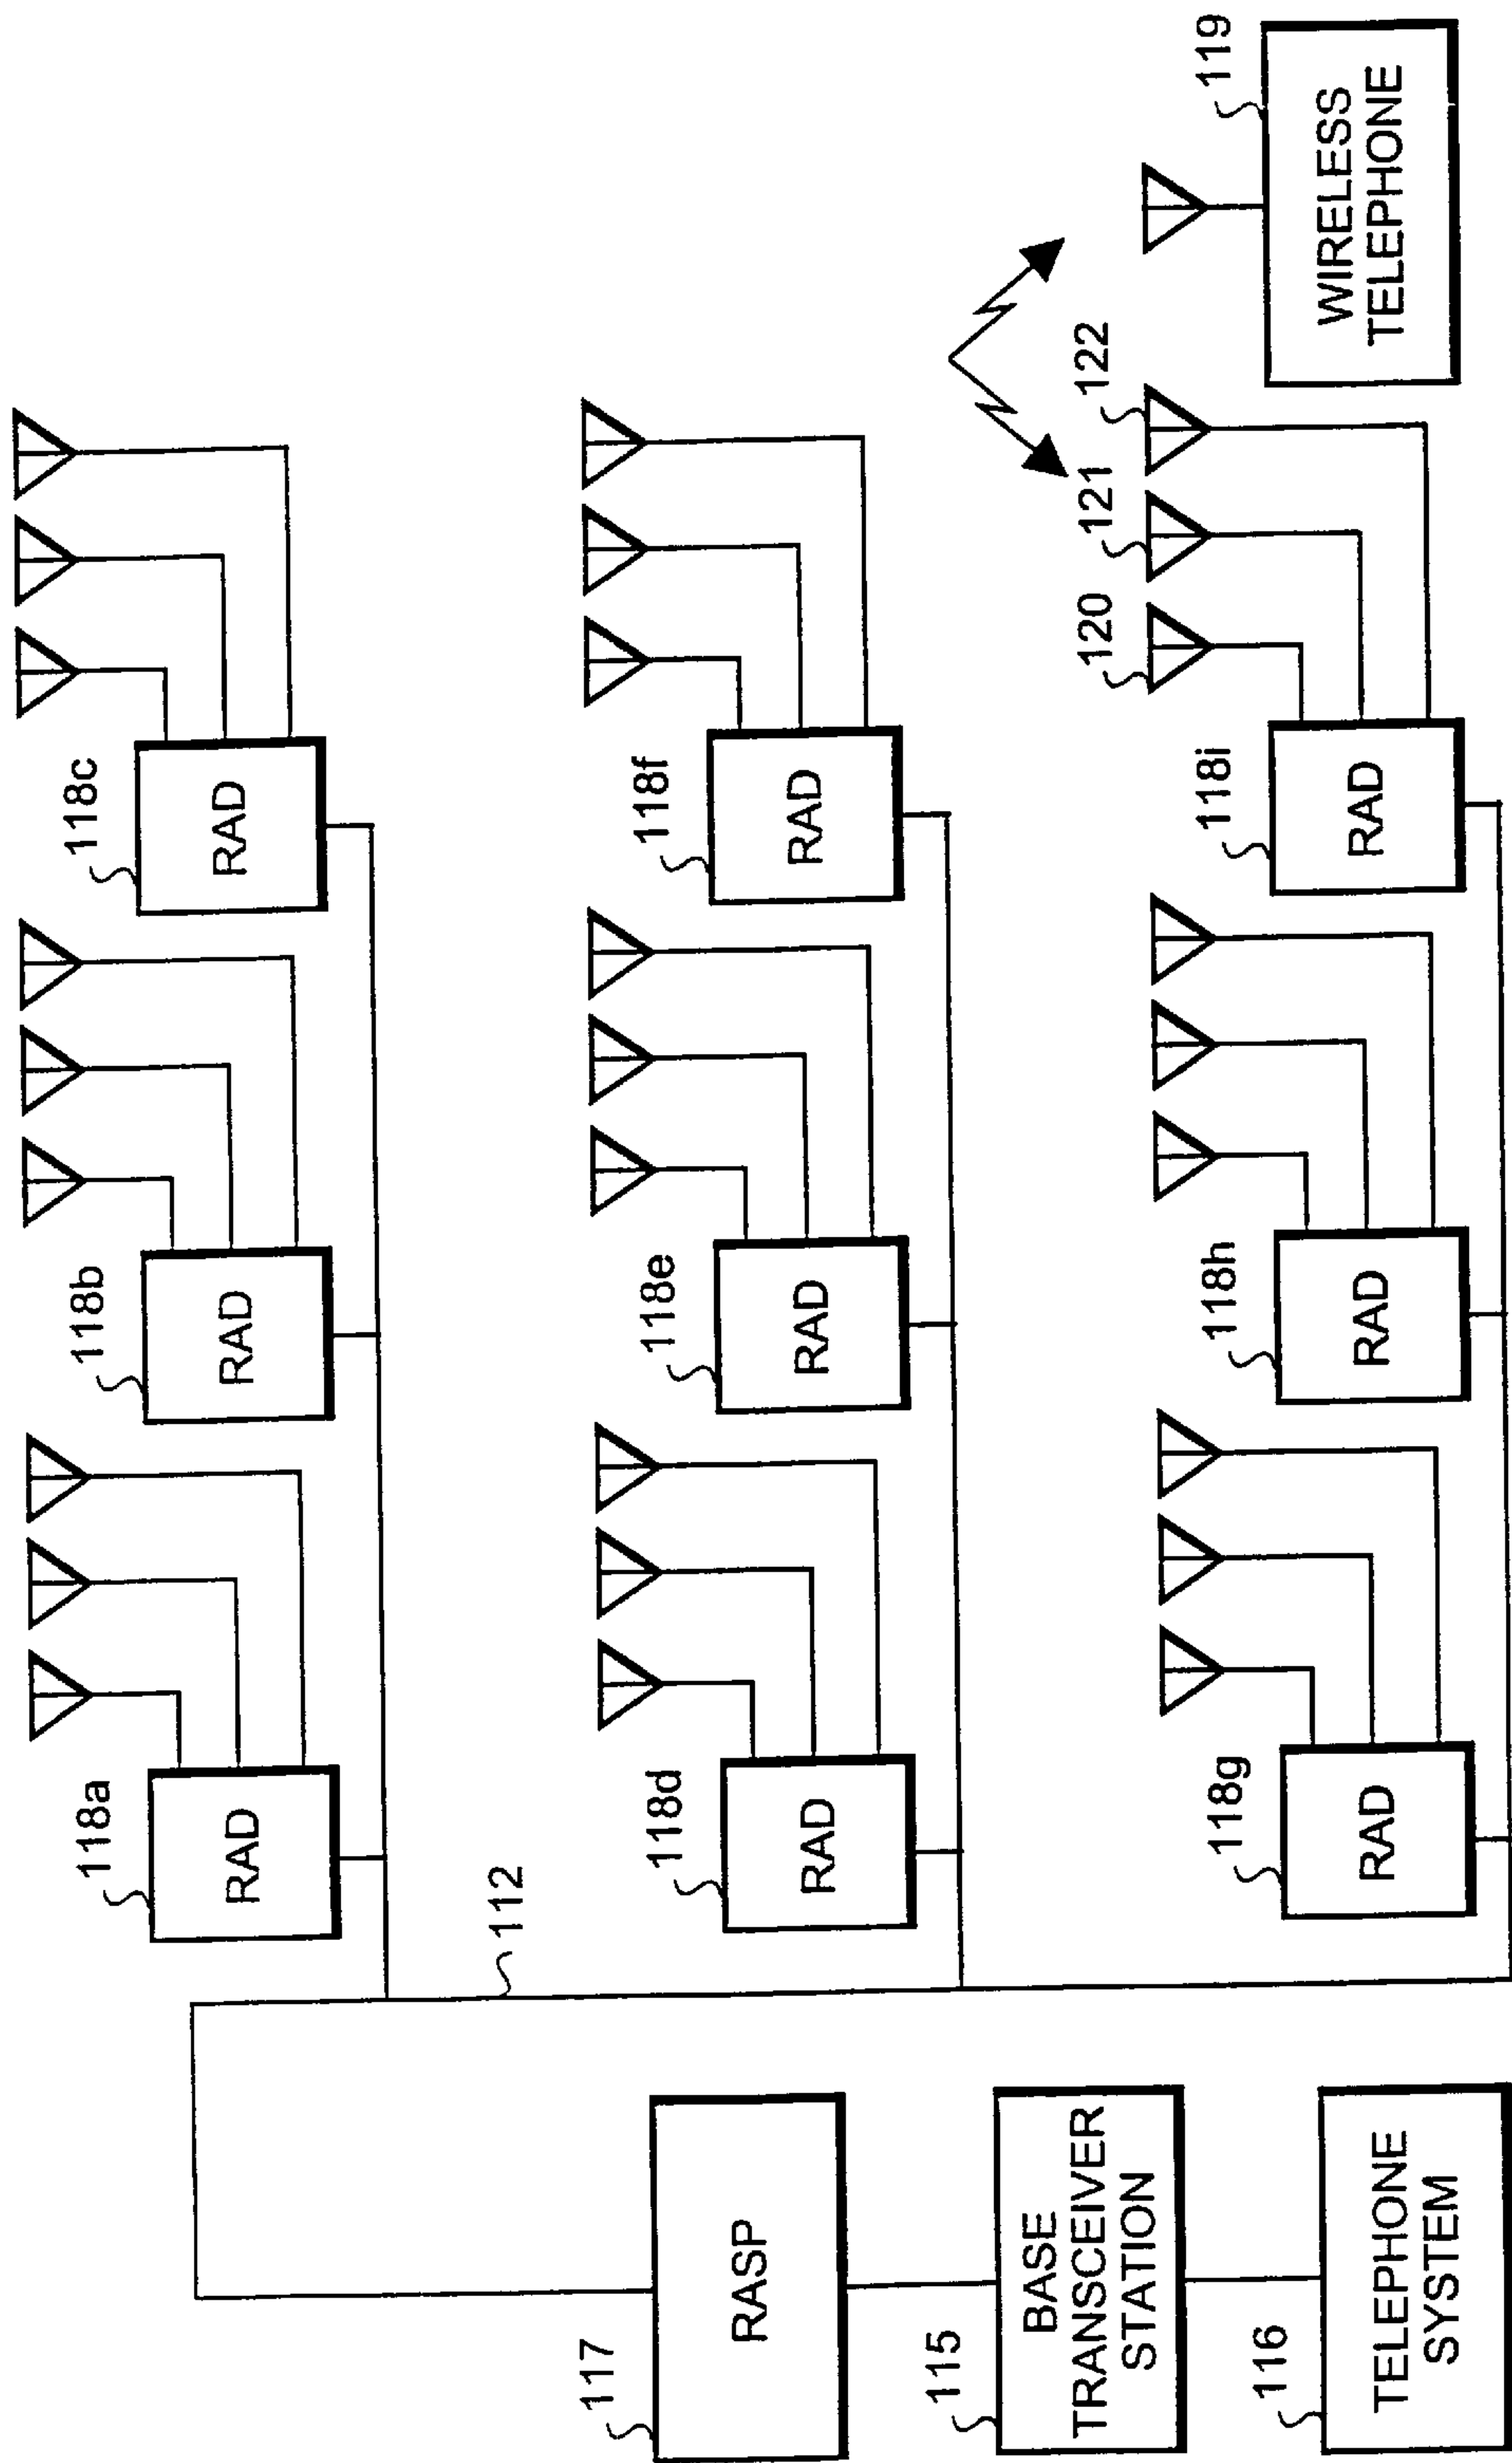 118a
RAD
118b
RAD
118c
RAD
112
118d
RAD
118e
RAD
118f
RAD
117
RASP
115
BASE
TRANSCEIVER
STATION
116
TELEPHONE
SYSTEM
118g
RAD
118h
RAD
118i
RAD
120
121
122
119
WIRELESS
TELEPHONE